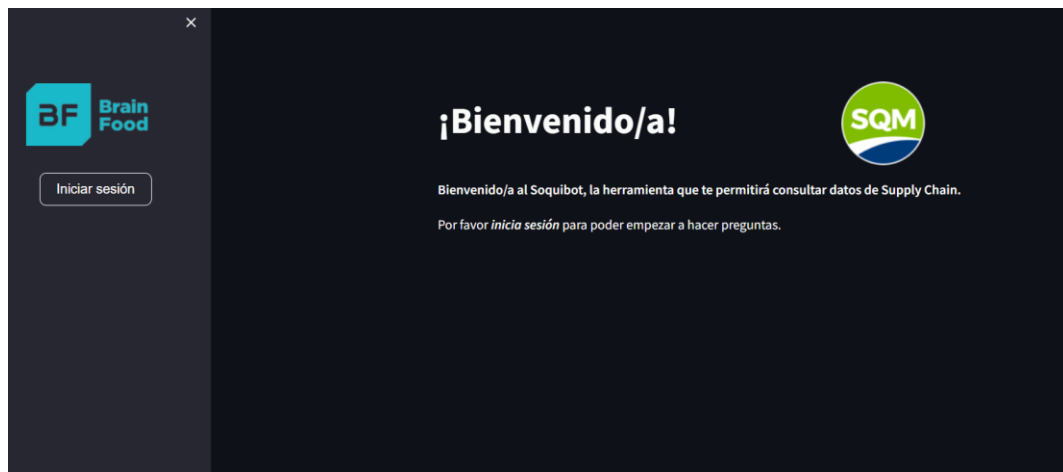 ×
BF
Brain
Food
Iniciar sesión
¡Bienvenido/a!
SQM
Bienvenido/a al Soquibot, la herramienta que te permitirá consultar datos de Supply Chain.
Por favor inicia sesión para poder empezar a hacer preguntas.